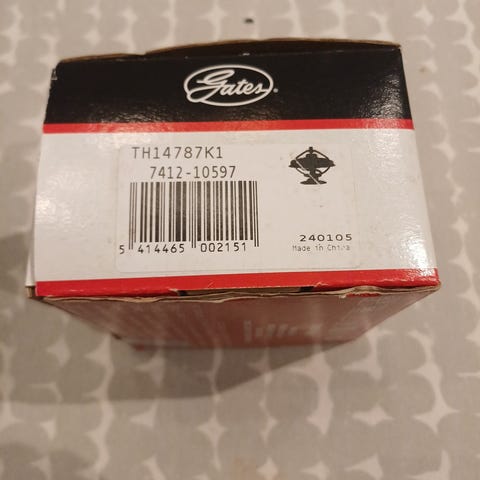 Gates
TH14787K1
7412-10597
5 414465 002151
240105
Made in China